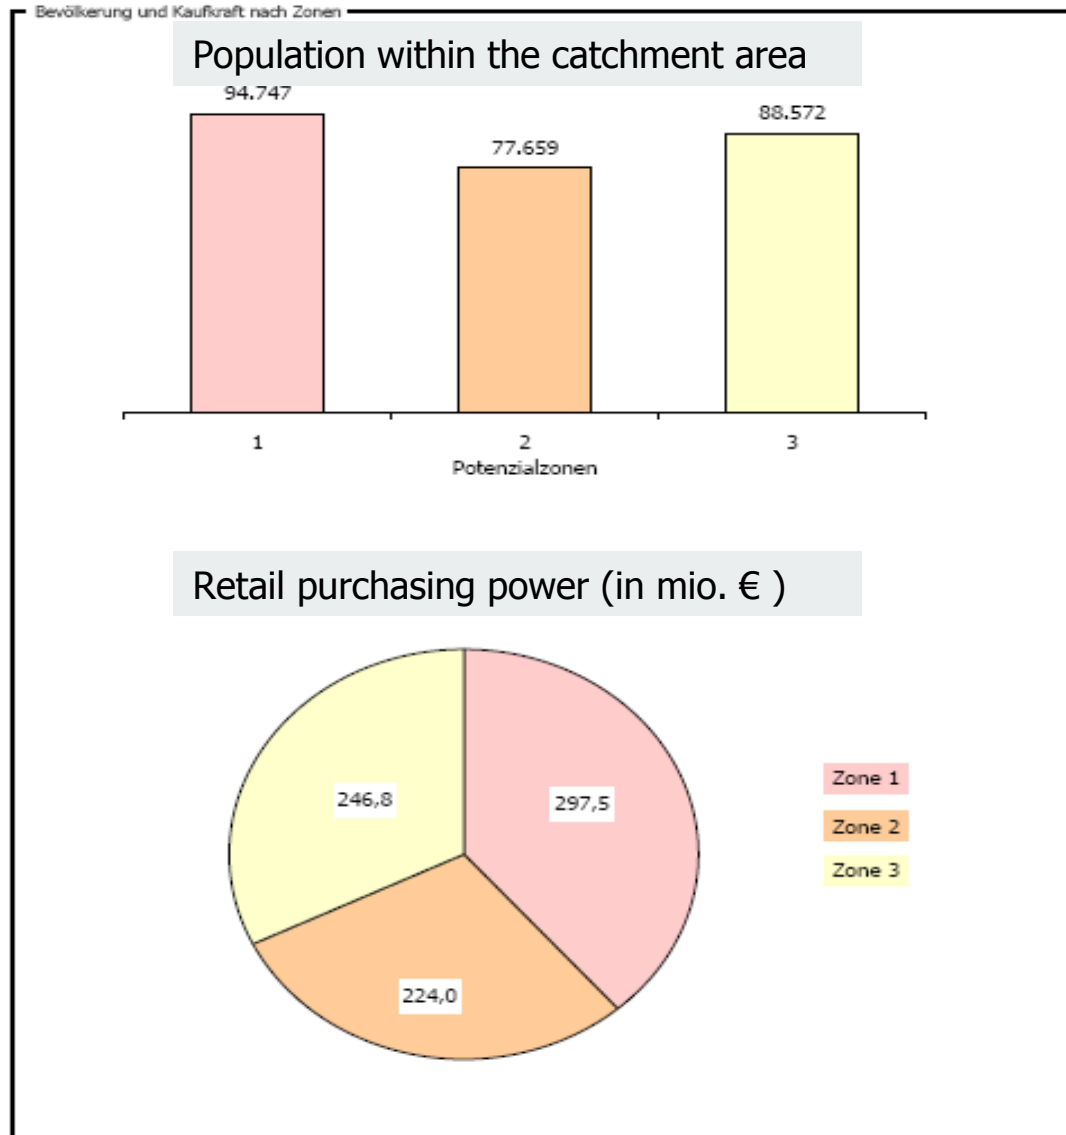 Bevölkerung und Kaufkraft nach Zonen
Population within the catchment area
94.747
77.659
88.572
1
2
3
Potenzialzonen
Retail purchasing power (in mio. € )
246,8
297,5
224,0
Zone 1
Zone 2
Zone 3